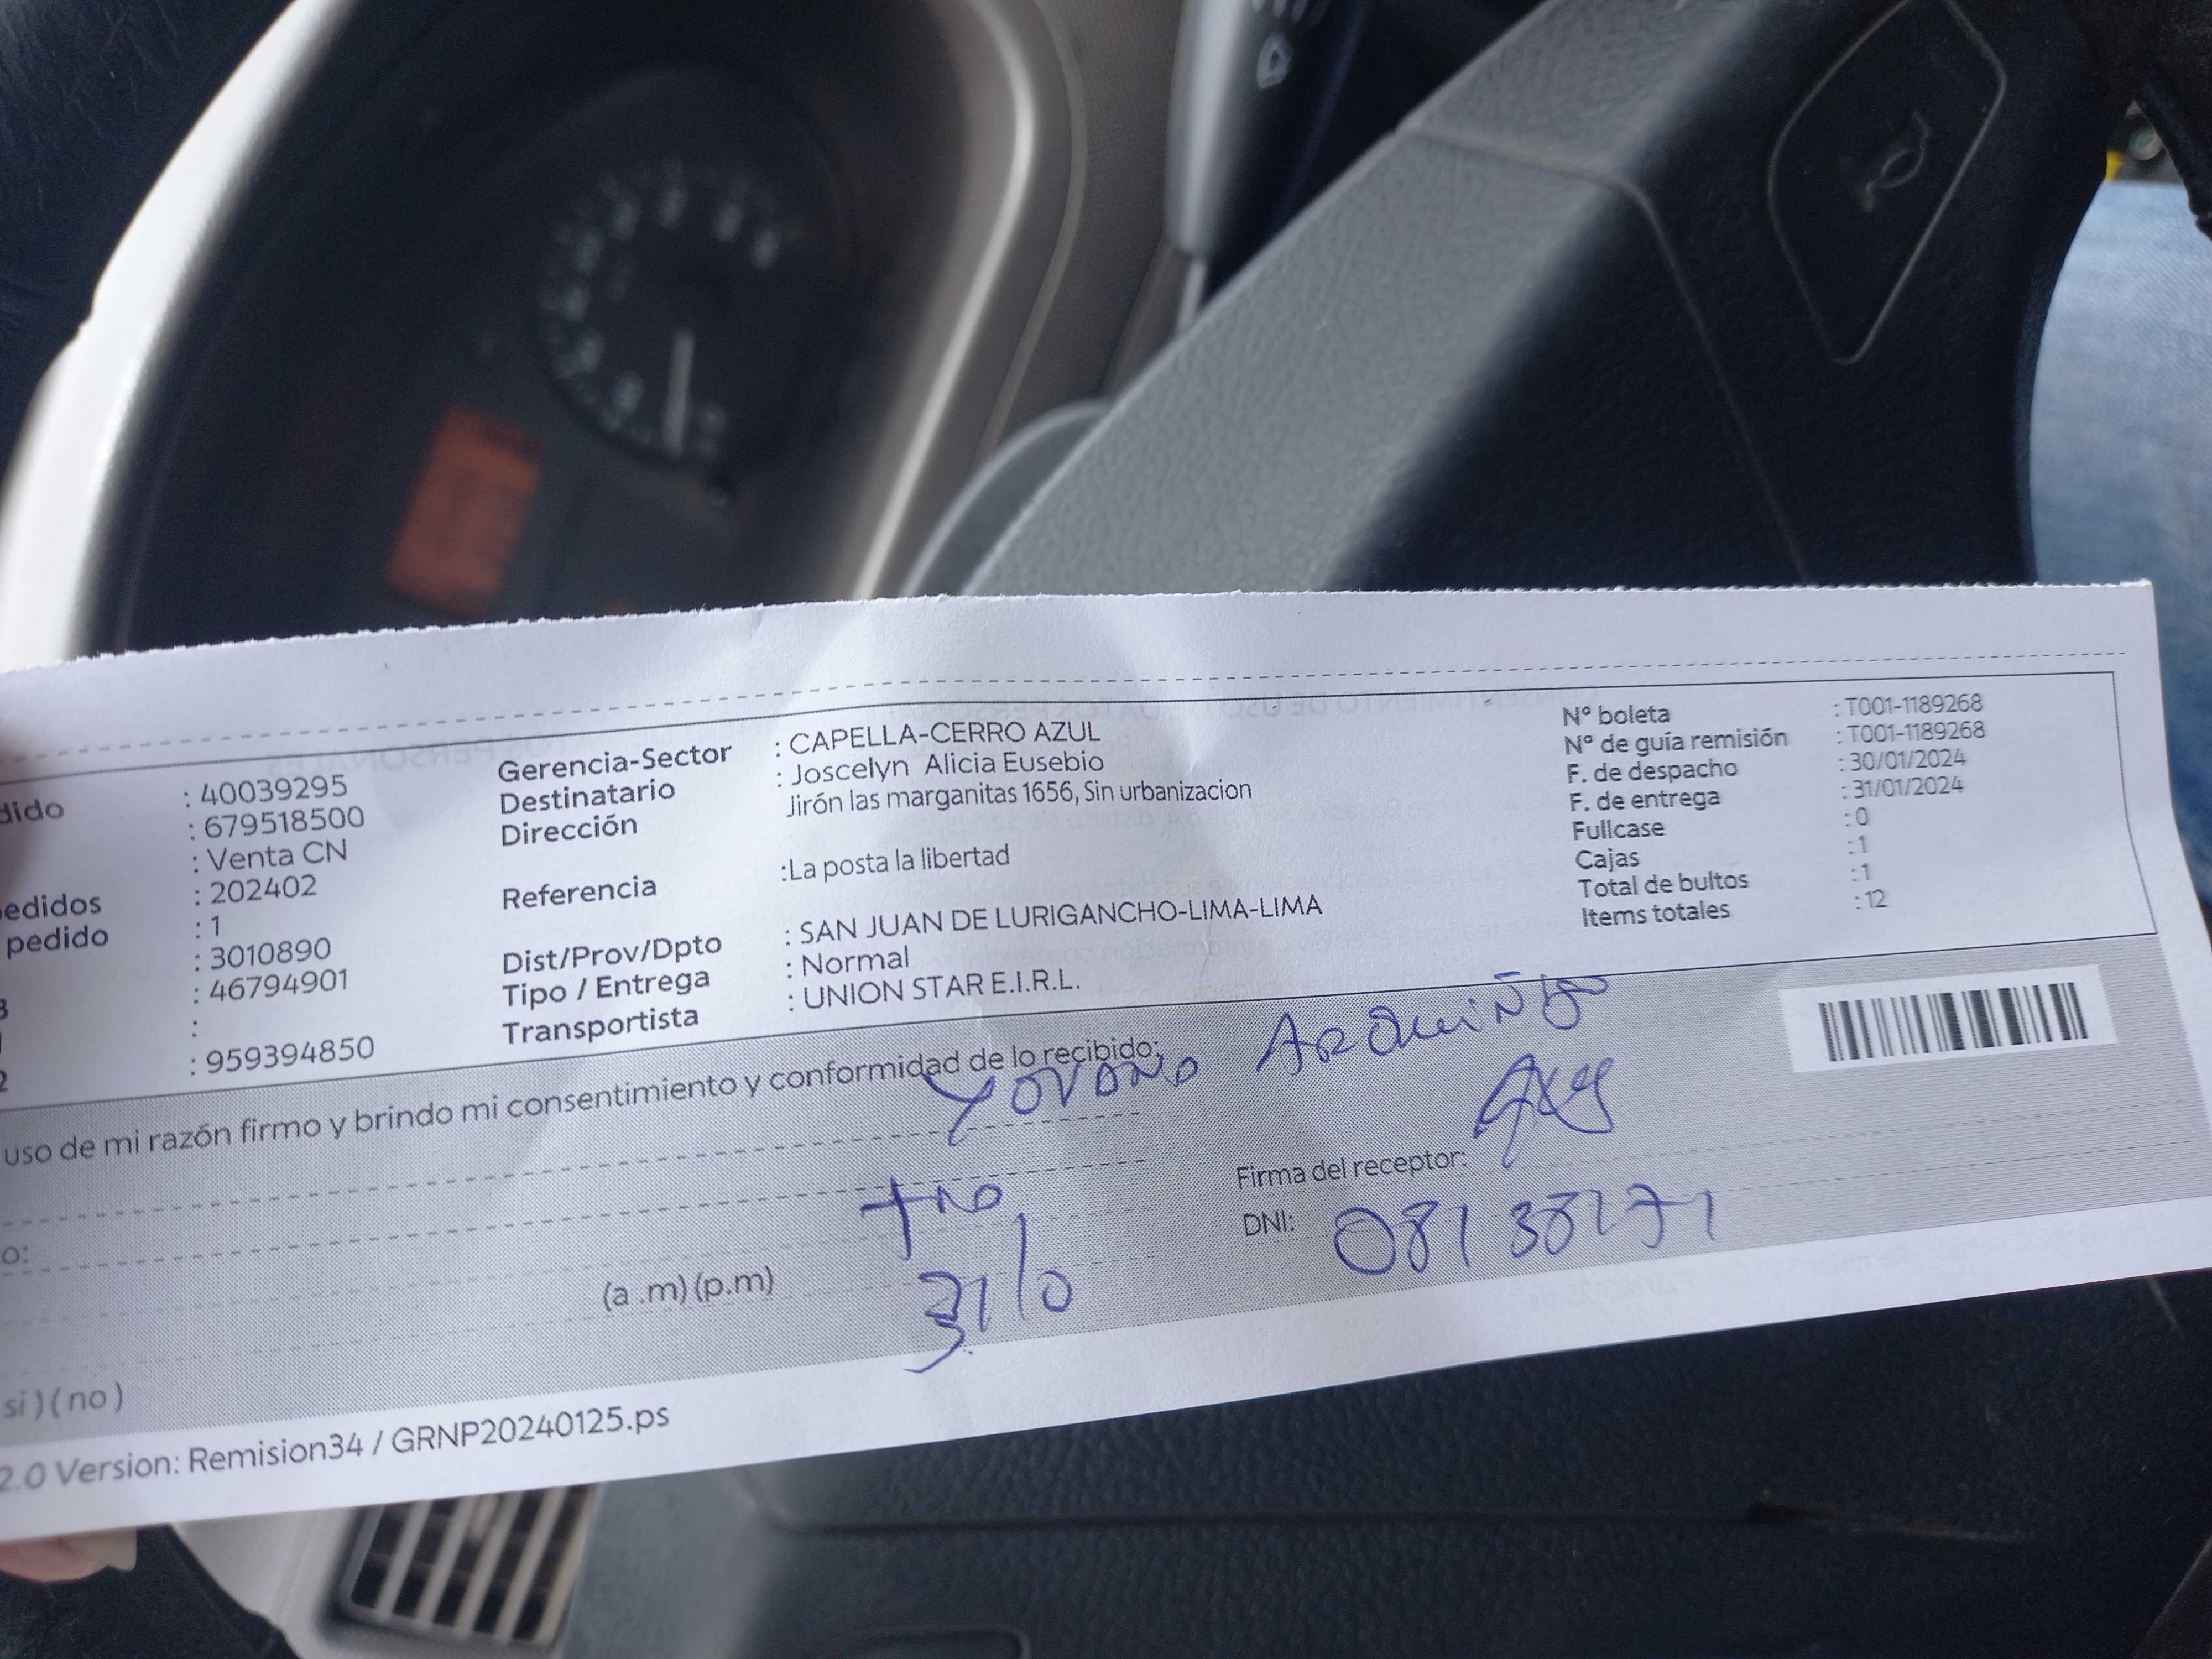 dido : 40039295
: 679518500
: Venta CN
edidos : 202402
pedido : 1
: 3010890
: 46794901
:
: 959394850
Gerencia-Sector : CAPELLA-CERRO AZUL
Destinatario : Joscelyn Alicia Eusebio
Dirección Jirón las marganitas 1656, Sin urbanizacion
Referencia :La posta la libertad
Dist/Prov/Dpto : SAN JUAN DE LURIGANCHO-LIMA-LIMA
Tipo / Entrega : Normal
Transportista : UNION STAR E.I.R.L.
N° boleta : T001-1189268
N° de guía remisión : T001-1189268
F. de despacho : 30/01/2024
F. de entrega : 31/01/2024
Fullcase : 0
Cajas : 1
Total de bultos : 1
Items totales : 12
uso de mi razón firmo y brindo mi consentimiento y conformidad de lo recibido:
Firma del receptor:
o:
DNI: 08138271
(a .m) (p.m)
si ) ( no )
2.0 Version: Remision34 / GRNP20240125.ps